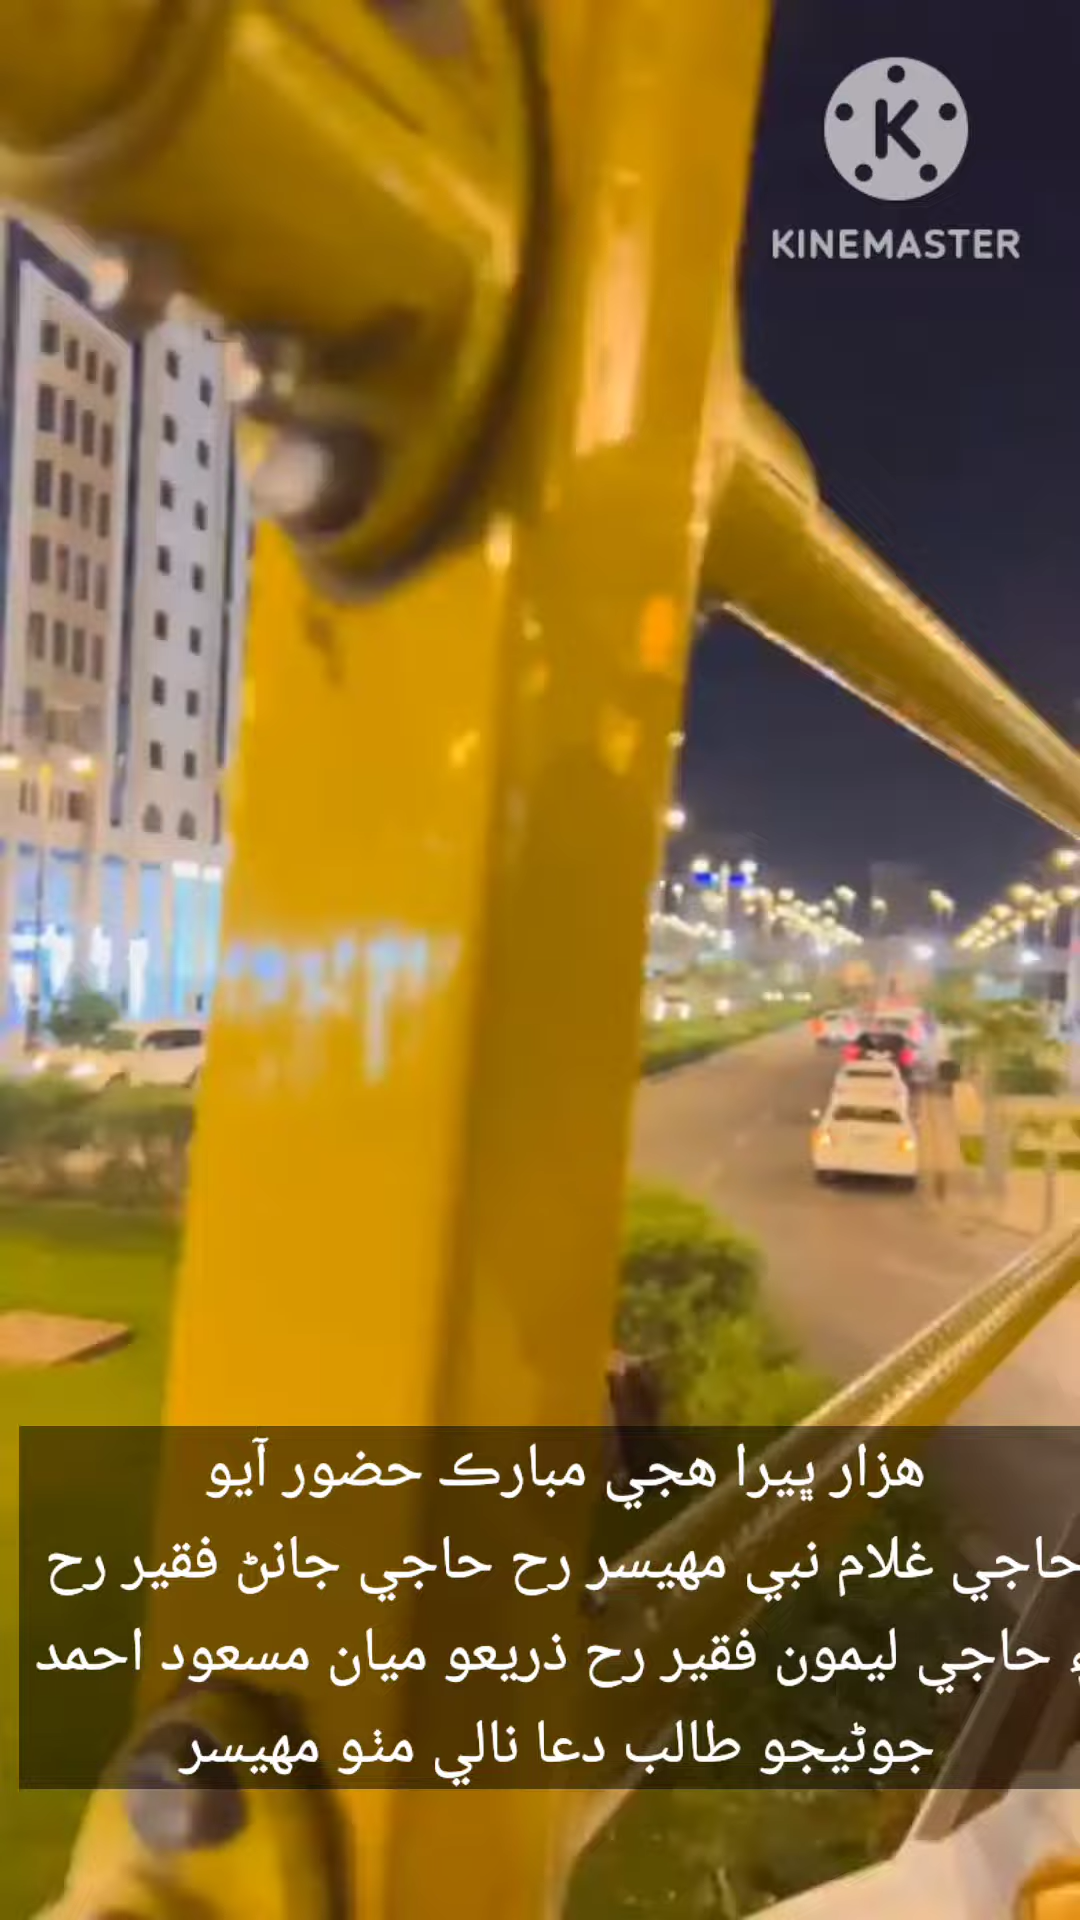 KINEMASTER
هزار ڀيرا هجي مبارڪ حضور آيو
حاجي غلام نبي مهيسر رح حاجي جانڻ فقير رح
۽ حاجي ليمون فقير رح ذريعو ميان مسعود احمد
جوڻيجو طالب دعا نالي مٺو مهيسر